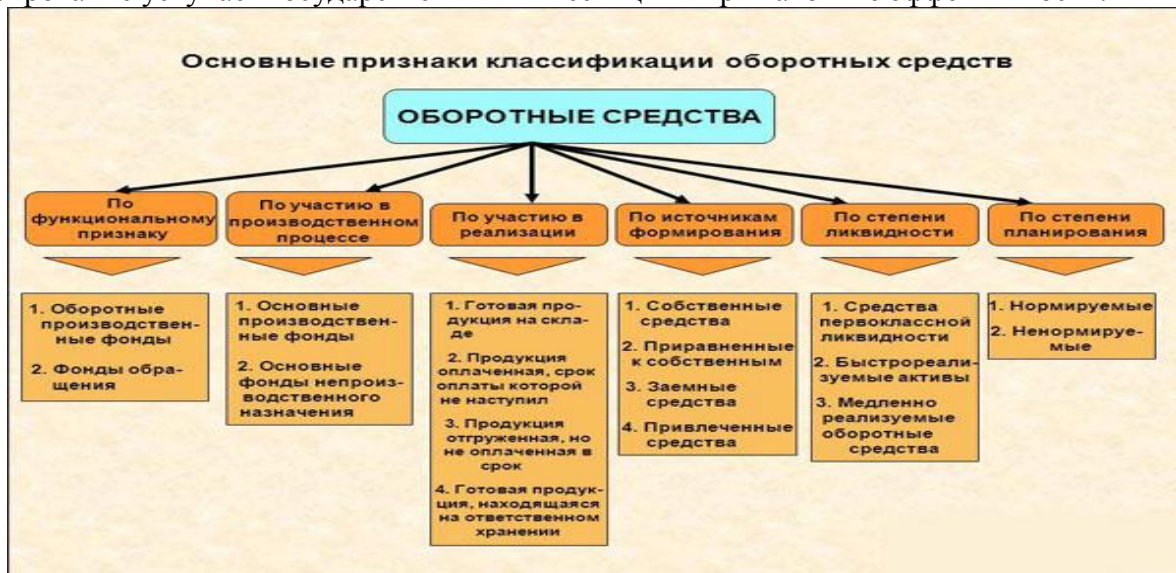 Основные признаки классификации оборотных средств
ОБОРОТНЫЕ СРЕДСТВА
По
функциональному
признаку
По участию в
производственном
процессе
По участию в
реализации
По источникам
формирования
По степени
ликвидности
По степени
планирования
1. Оборотные
производствен-
ные фонды
2. Фонды обра-
щения
1. Основные
производствен-
ные фонды
2. Основные
фонды непроиз-
водственного
назначения
1. Готовая про-
дукция на скла-
де
2. Продукция
оплаченная, срок
оплаты которой
не наступил
3. Продукция
отгруженная, но
не оплаченная в
срок
4. Готовая продук-
ция, находящаяся
на ответственном
хранении
1. Собственные
средства
2. Приравненные
к собственным
3. Заемные
средства
4. Привлеченные
средства
1. Средства
первоклассной
ликвидности
2. Быстрореали-
зуемые активы
3. Медленно
реализуемые
оборотные
средства
1. Нормируемые
2. Ненормируе-
мые